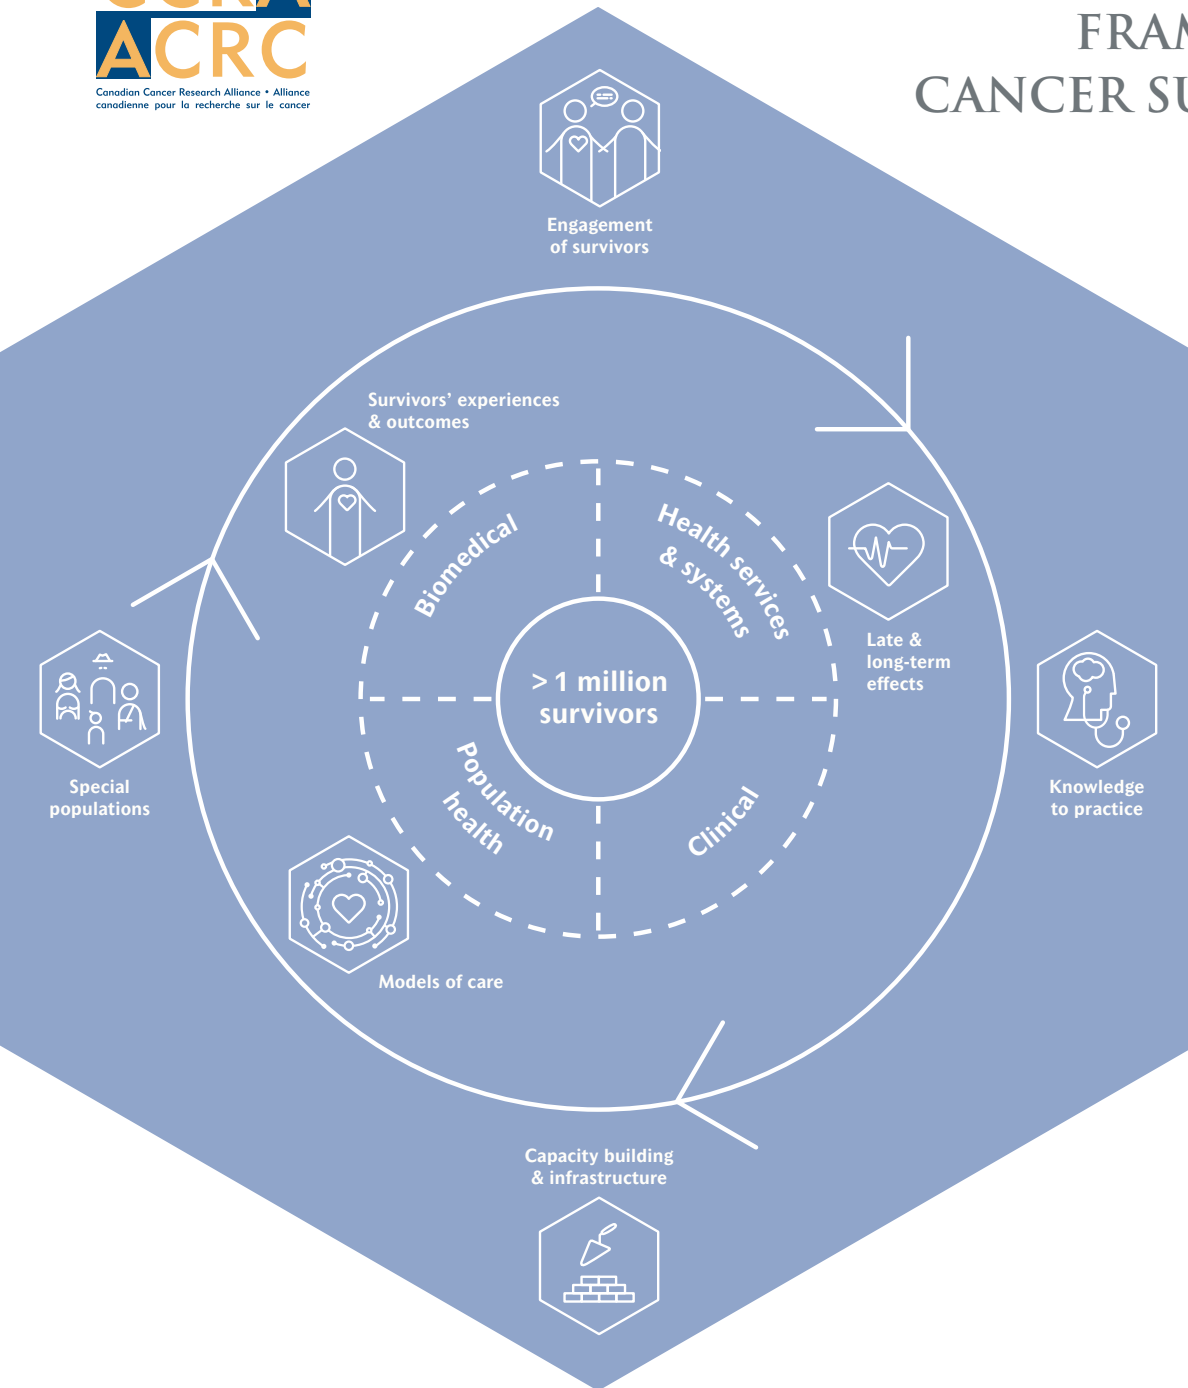 ACRC
Canadian Cancer Research Alliance • Alliance
canadienne pour la recherche sur le cancer
CANCER
Engagement
of survivors
Survivors' experiences
& outcomes
Biomedical
Health services
& systems
Late &
long-term
effects
> 1 million
survivors
Special
populations
Knowledge
to practice
Population
health
Clinical
Models of care
Capacity building
& infrastructure